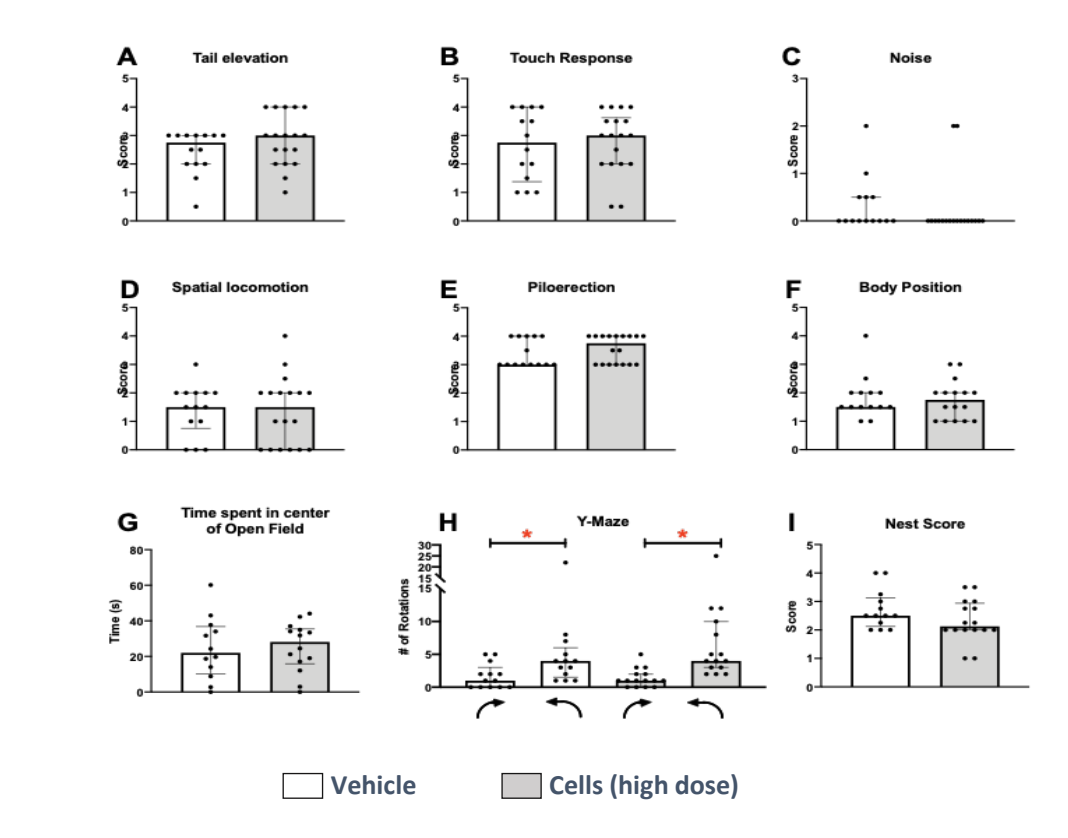 A
Tail elevation
5
4
3
2
1
0
Score
B
Touch Response
5
4
3
2
1
0
Score
C
Noise
3
2
1
0
Score
D
Spatial locomotion
5
4
3
2
1
0
Score
E
Piloerection
5
4
3
2
1
0
Score
F
Body Position
5
4
3
2
1
0
Score
G
Time spent in center
of Open Field
80
60
40
20
0
Time (s)
H
Y-Maze
*
*
30
25
20
15
15
10
5
0
# of Rotations
I
Nest Score
5
4
3
2
1
0
Score
Vehicle
Cells (high dose)